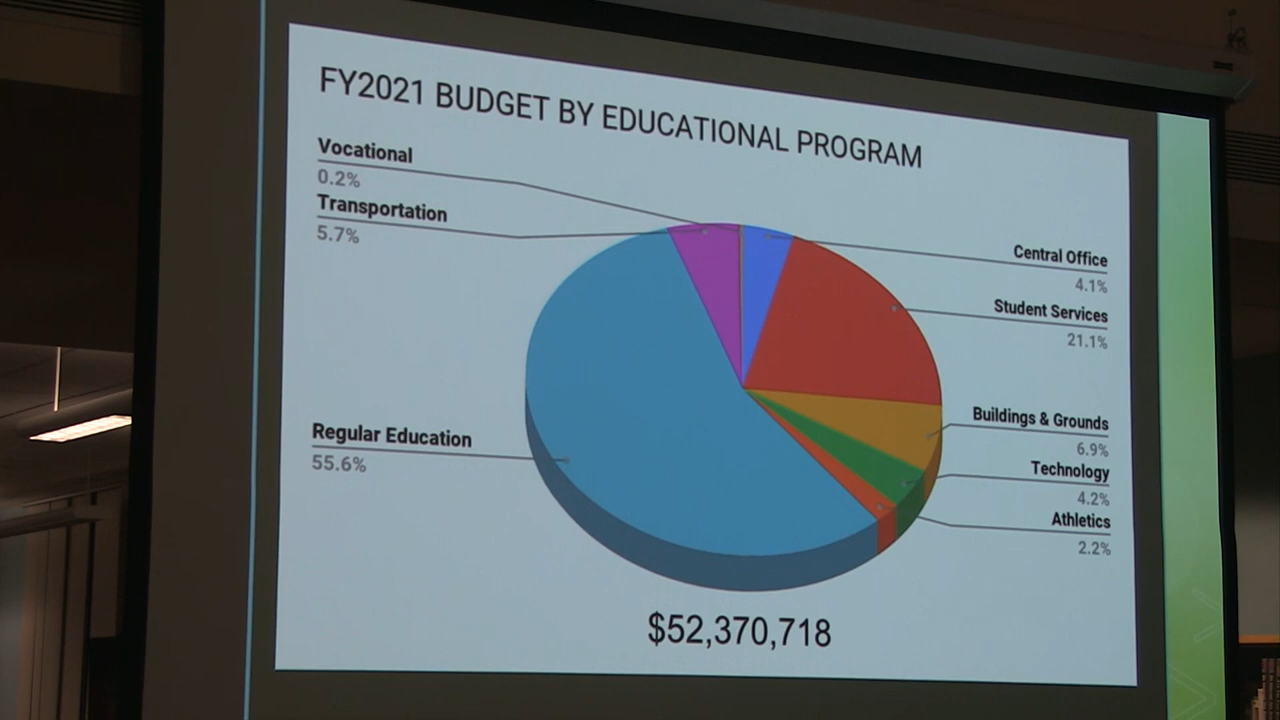 FY2021 BUDGET BY EDUCATIONAL PROGRAM
Vocational
0.2%
Transportation
5.7%
Regular Education
55.6%
Central Office
4.1%
Student Services
21.1%
Buildings & Grounds
6.9%
Technology
4.2%
Athletics
2.2%
$52,370,718